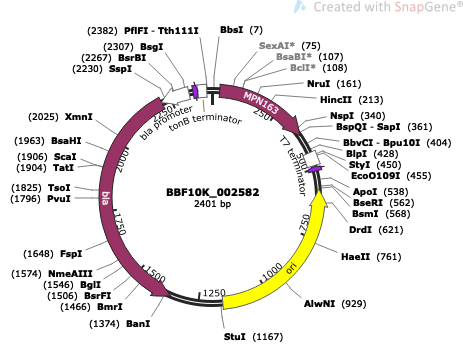 Created with SnapGene®
(2382) PflFI - Tth111I
BbsI (7)
(2307) BsgI
SexAI* (75)
(2267) BsrBI
BsaBI* (107)
(2230) SspI
BclI* (108)
NruI (161)
HincII (213)
NspI (340)
BspQI - SapI (361)
BbvCI - Bpu10I (404)
BlpI (428)
StyI (450)
EcoO109I (455)
ApoI (538)
BseRI (562)
BsmI (568)
DrdI (621)
HaeII (761)
AlwNI (929)
StuI (1167)
(2025) XmnI
(1963) BsaHI
(1906) ScaI
(1904) TatI
(1825) TsoI
(1796) PvuI
(1648) FspI
(1574) NmeAIII
(1546) BglI
(1506) BsrFI
(1466) BmrI
(1374) BanI
BBF10K_002582
2401 bp
MPN163
bla promoter
tonB terminator
T7 terminator
bla
ori
250
750
1000
1250
1500
1750
2000